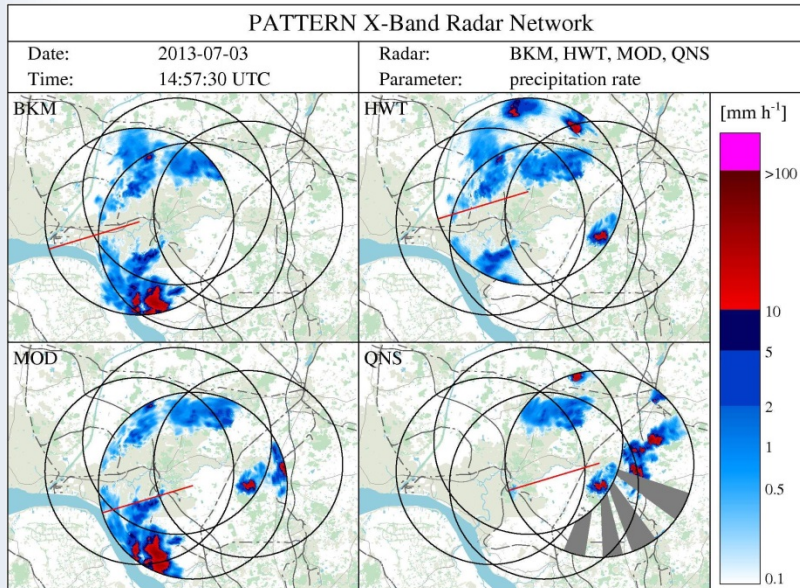 PATTERN X-Band Radar Network
Date: 2013-07-03 Radar: BKM, HWT, MOD, QNS
Time: 14:57:30 UTC Parameter: precipitation rate
BKM HWT [mm h⁻¹]
>100
10
5
MOD QNS
2
1
0.5
0.1